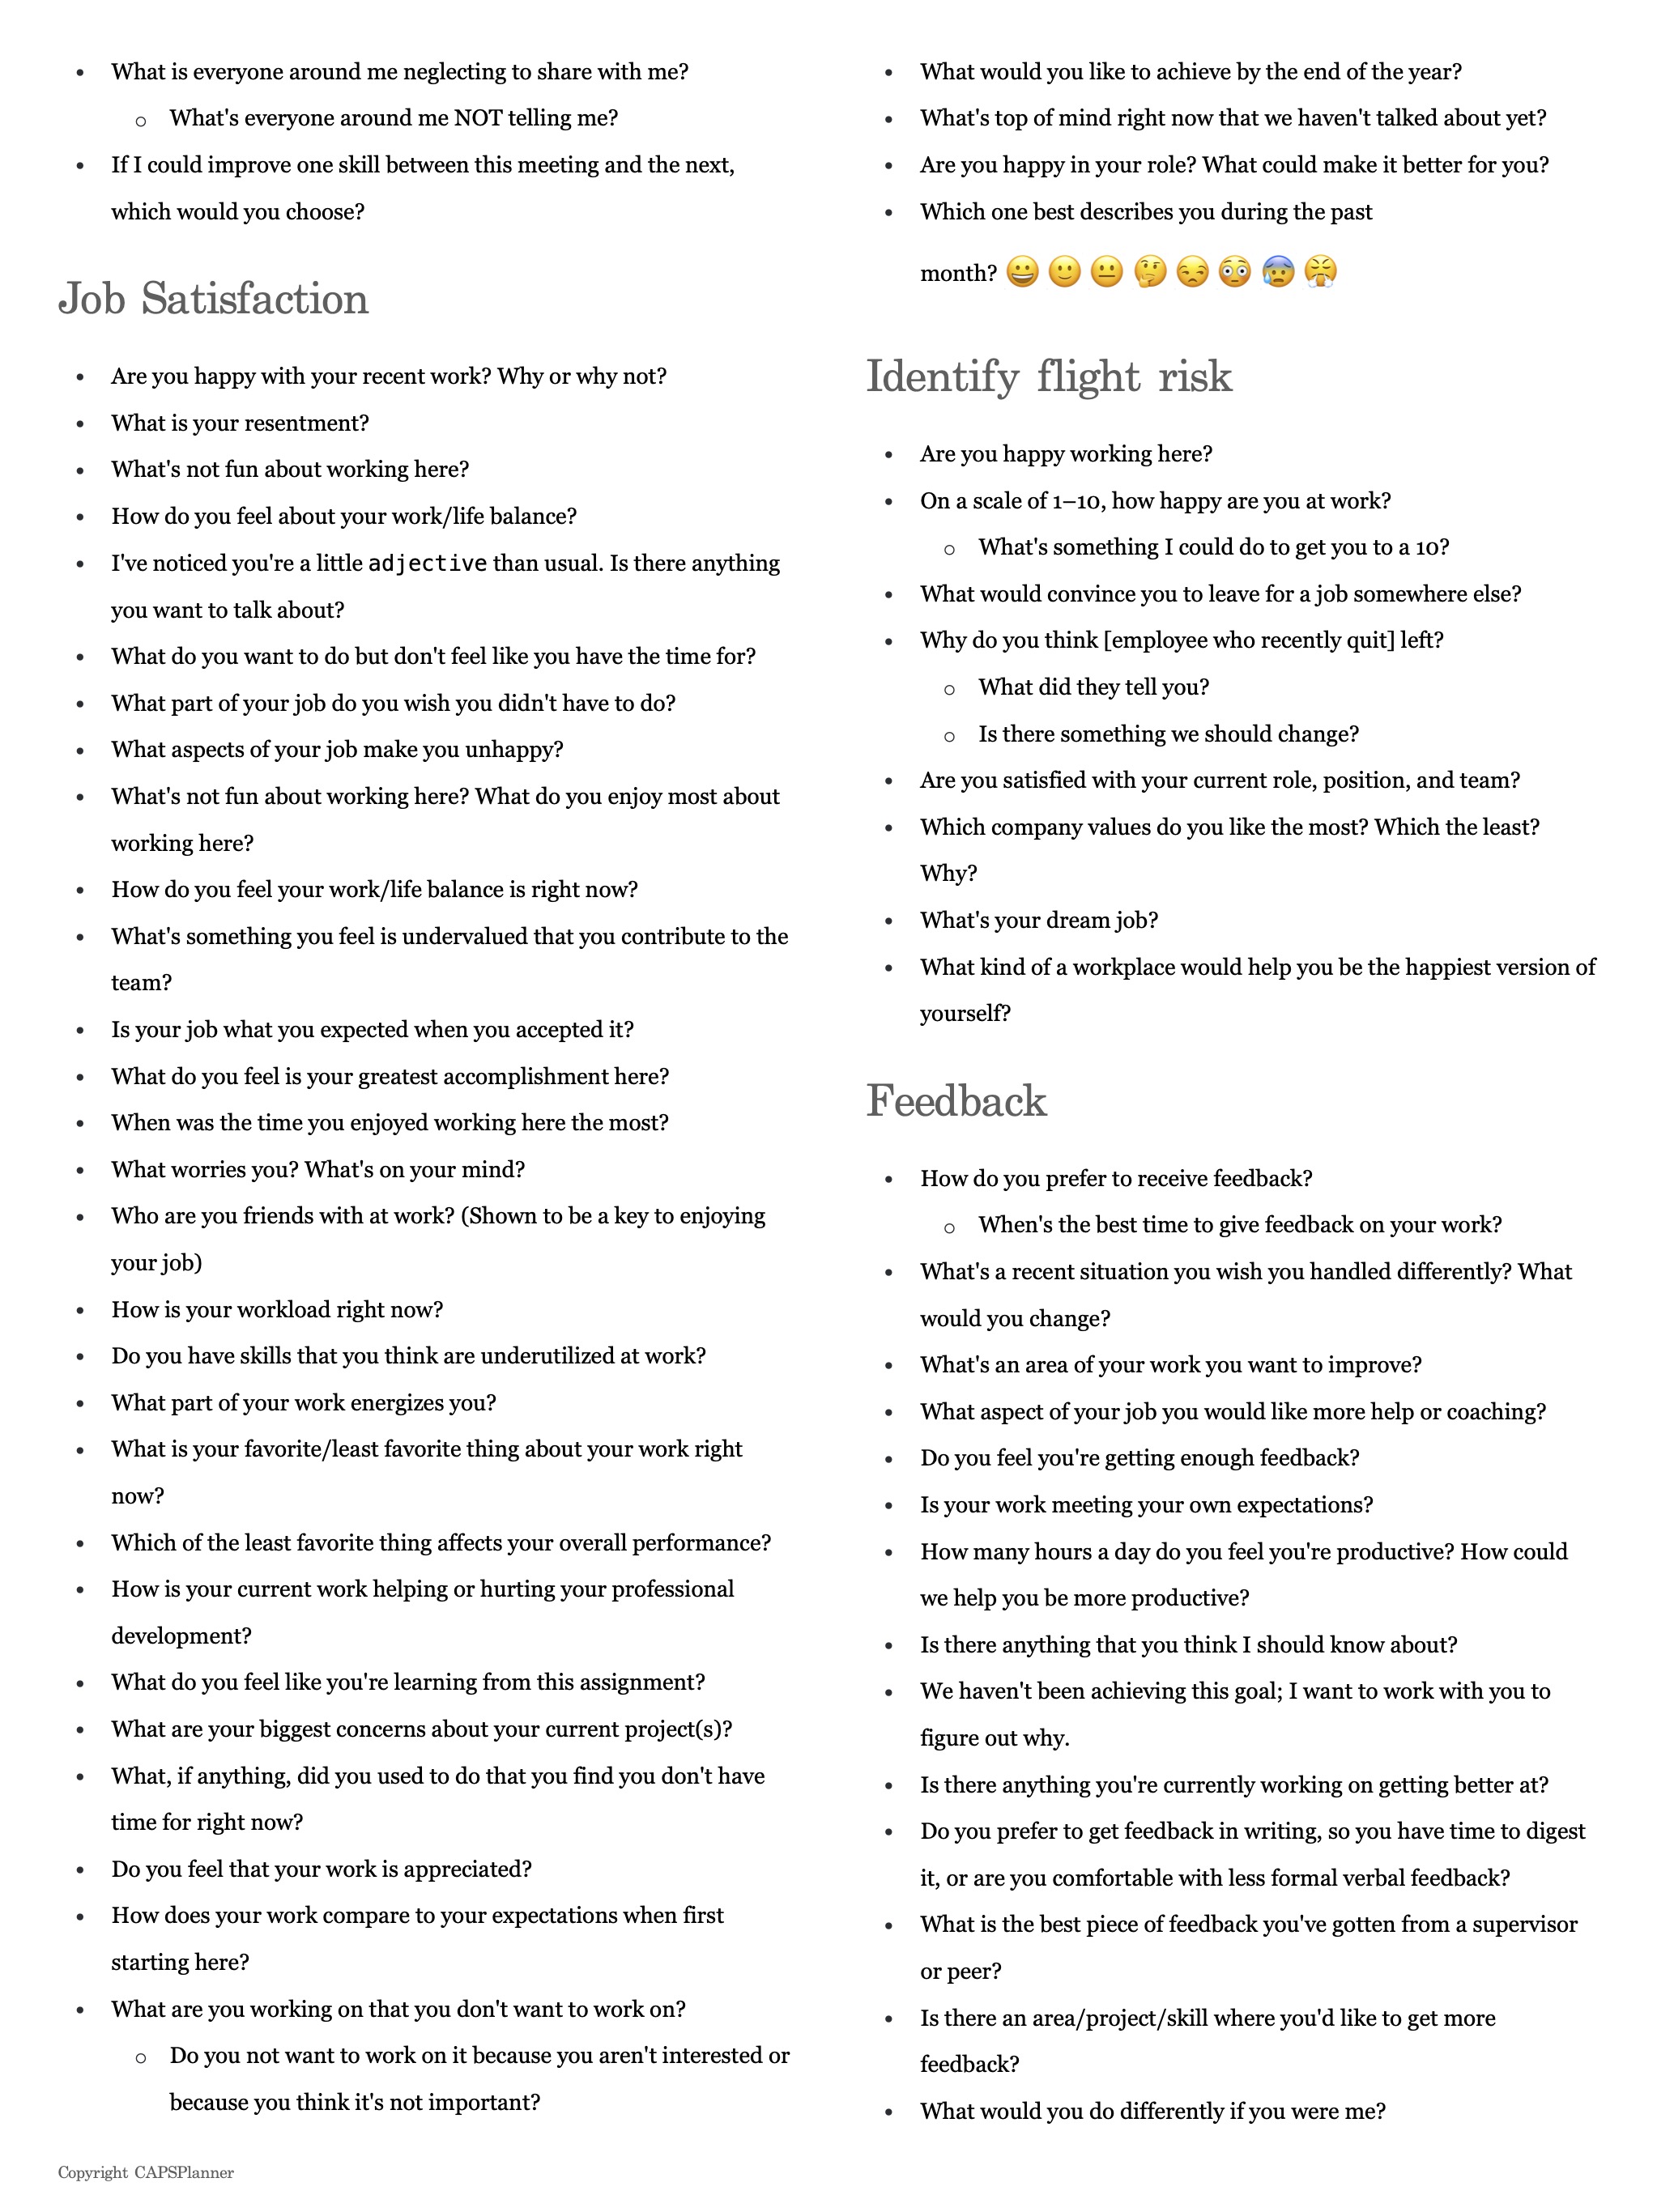 • What is everyone around me neglecting to share with me?
o What's everyone around me NOT telling me?
• If I could improve one skill between this meeting and the next,
which would you choose?
Job Satisfaction
• Are you happy with your recent work? Why or why not?
• What is your resentment?
• What's not fun about working here?
• How do you feel about your work/life balance?
• I've noticed you're a little adjective than usual. Is there anything
you want to talk about?
• What do you want to do but don't feel like you have the time for?
• What part of your job do you wish you didn't have to do?
• What aspects of your job make you unhappy?
• What's not fun about working here? What do you enjoy most about
working here?
• How do you feel your work/life balance is right now?
• What's something you feel is undervalued that you contribute to the
team?
• Is your job what you expected when you accepted it?
• What do you feel is your greatest accomplishment here?
• When was the time you enjoyed working here the most?
• What worries you? What's on your mind?
• Who are you friends with at work? (Shown to be a key to enjoying
your job)
• How is your workload right now?
• Do you have skills that you think are underutilized at work?
• What part of your work energizes you?
• What is your favorite/least favorite thing about your work right
now?
• Which of the least favorite thing affects your overall performance?
• How is your current work helping or hurting your professional
development?
• What do you feel like you're learning from this assignment?
• What are your biggest concerns about your current project(s)?
• What, if anything, did you used to do that you find you don't have
time for right now?
• Do you feel that your work is appreciated?
• How does your work compare to your expectations when first
starting here?
• What are you working on that you don't want to work on?
o Do you not want to work on it because you aren't interested or
because you think it's not important?
• What would you like to achieve by the end of the year?
• What's top of mind right now that we haven't talked about yet?
• Are you happy in your role? What could make it better for you?
• Which one best describes you during the past
month? 😀 🙂 😐 🤔 😒 😳 😰 😤
Identify flight risk
• Are you happy working here?
• On a scale of 1–10, how happy are you at work?
o What's something I could do to get you to a 10?
• What would convince you to leave for a job somewhere else?
• Why do you think [employee who recently quit] left?
o What did they tell you?
o Is there something we should change?
• Are you satisfied with your current role, position, and team?
• Which company values do you like the most? Which the least?
Why?
• What's your dream job?
• What kind of a workplace would help you be the happiest version of
yourself?
Feedback
• How do you prefer to receive feedback?
o When's the best time to give feedback on your work?
• What's a recent situation you wish you handled differently? What
would you change?
• What's an area of your work you want to improve?
• What aspect of your job you would like more help or coaching?
• Do you feel you're getting enough feedback?
• Is your work meeting your own expectations?
• How many hours a day do you feel you're productive? How could
we help you be more productive?
• Is there anything that you think I should know about?
• We haven't been achieving this goal; I want to work with you to
figure out why.
• Is there anything you're currently working on getting better at?
• Do you prefer to get feedback in writing, so you have time to digest
it, or are you comfortable with less formal verbal feedback?
• What is the best piece of feedback you've gotten from a supervisor
or peer?
• Is there an area/project/skill where you'd like to get more
feedback?
• What would you do differently if you were me?
Copyright CAPSPlanner